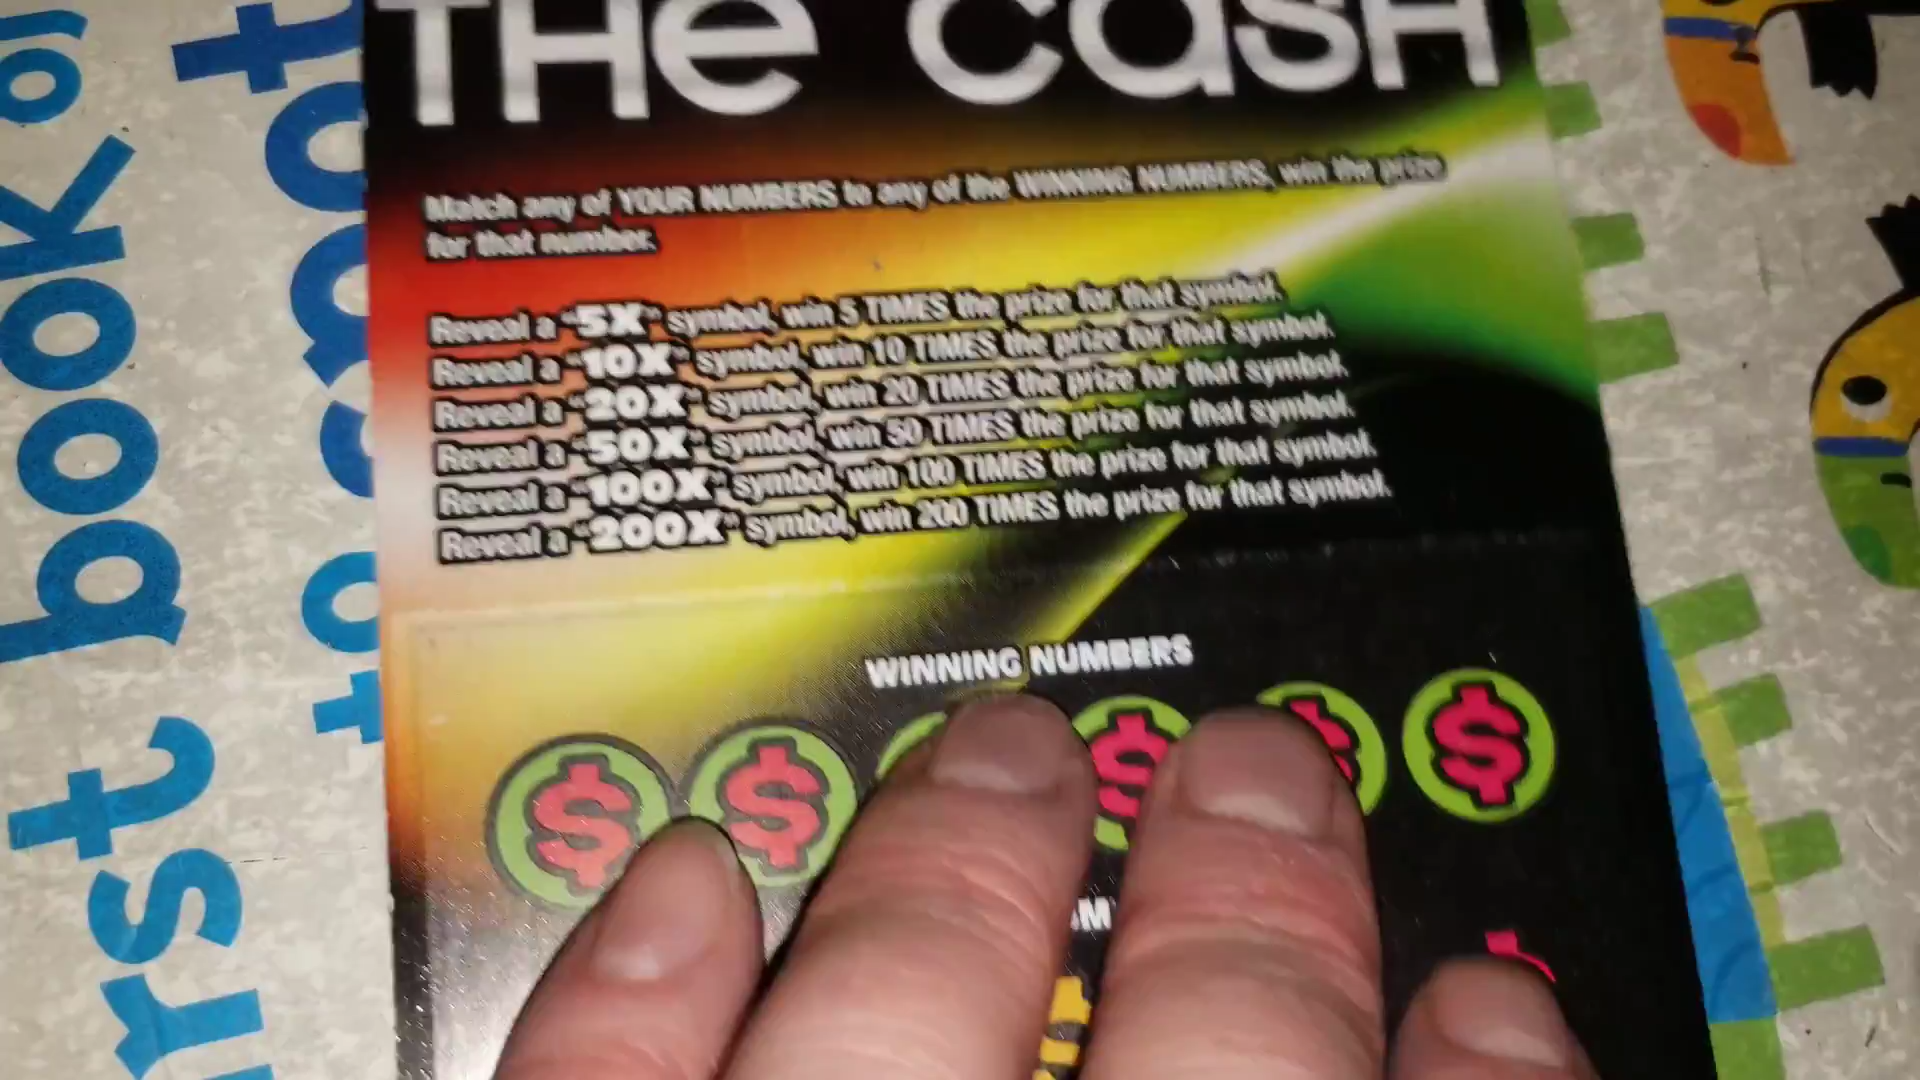 THE CASH
Match any of YOUR NUMBERS to any of the WINNING NUMBERS, win the prize
for that number.
Reveal a "5X" symbol, win 5 TIMES the prize for that symbol.
Reveal a "10X" symbol, win 10 TIMES the prize for that symbol.
Reveal a "20X" symbol, win 20 TIMES the prize for that symbol.
Reveal a "50X" symbol, win 50 TIMES the prize for that symbol.
Reveal a "100X" symbol, win 100 TIMES the prize for that symbol.
Reveal a "200X" symbol, win 200 TIMES the prize for that symbol.
WINNING NUMBERS
$ $ $ $ $
rst book
to